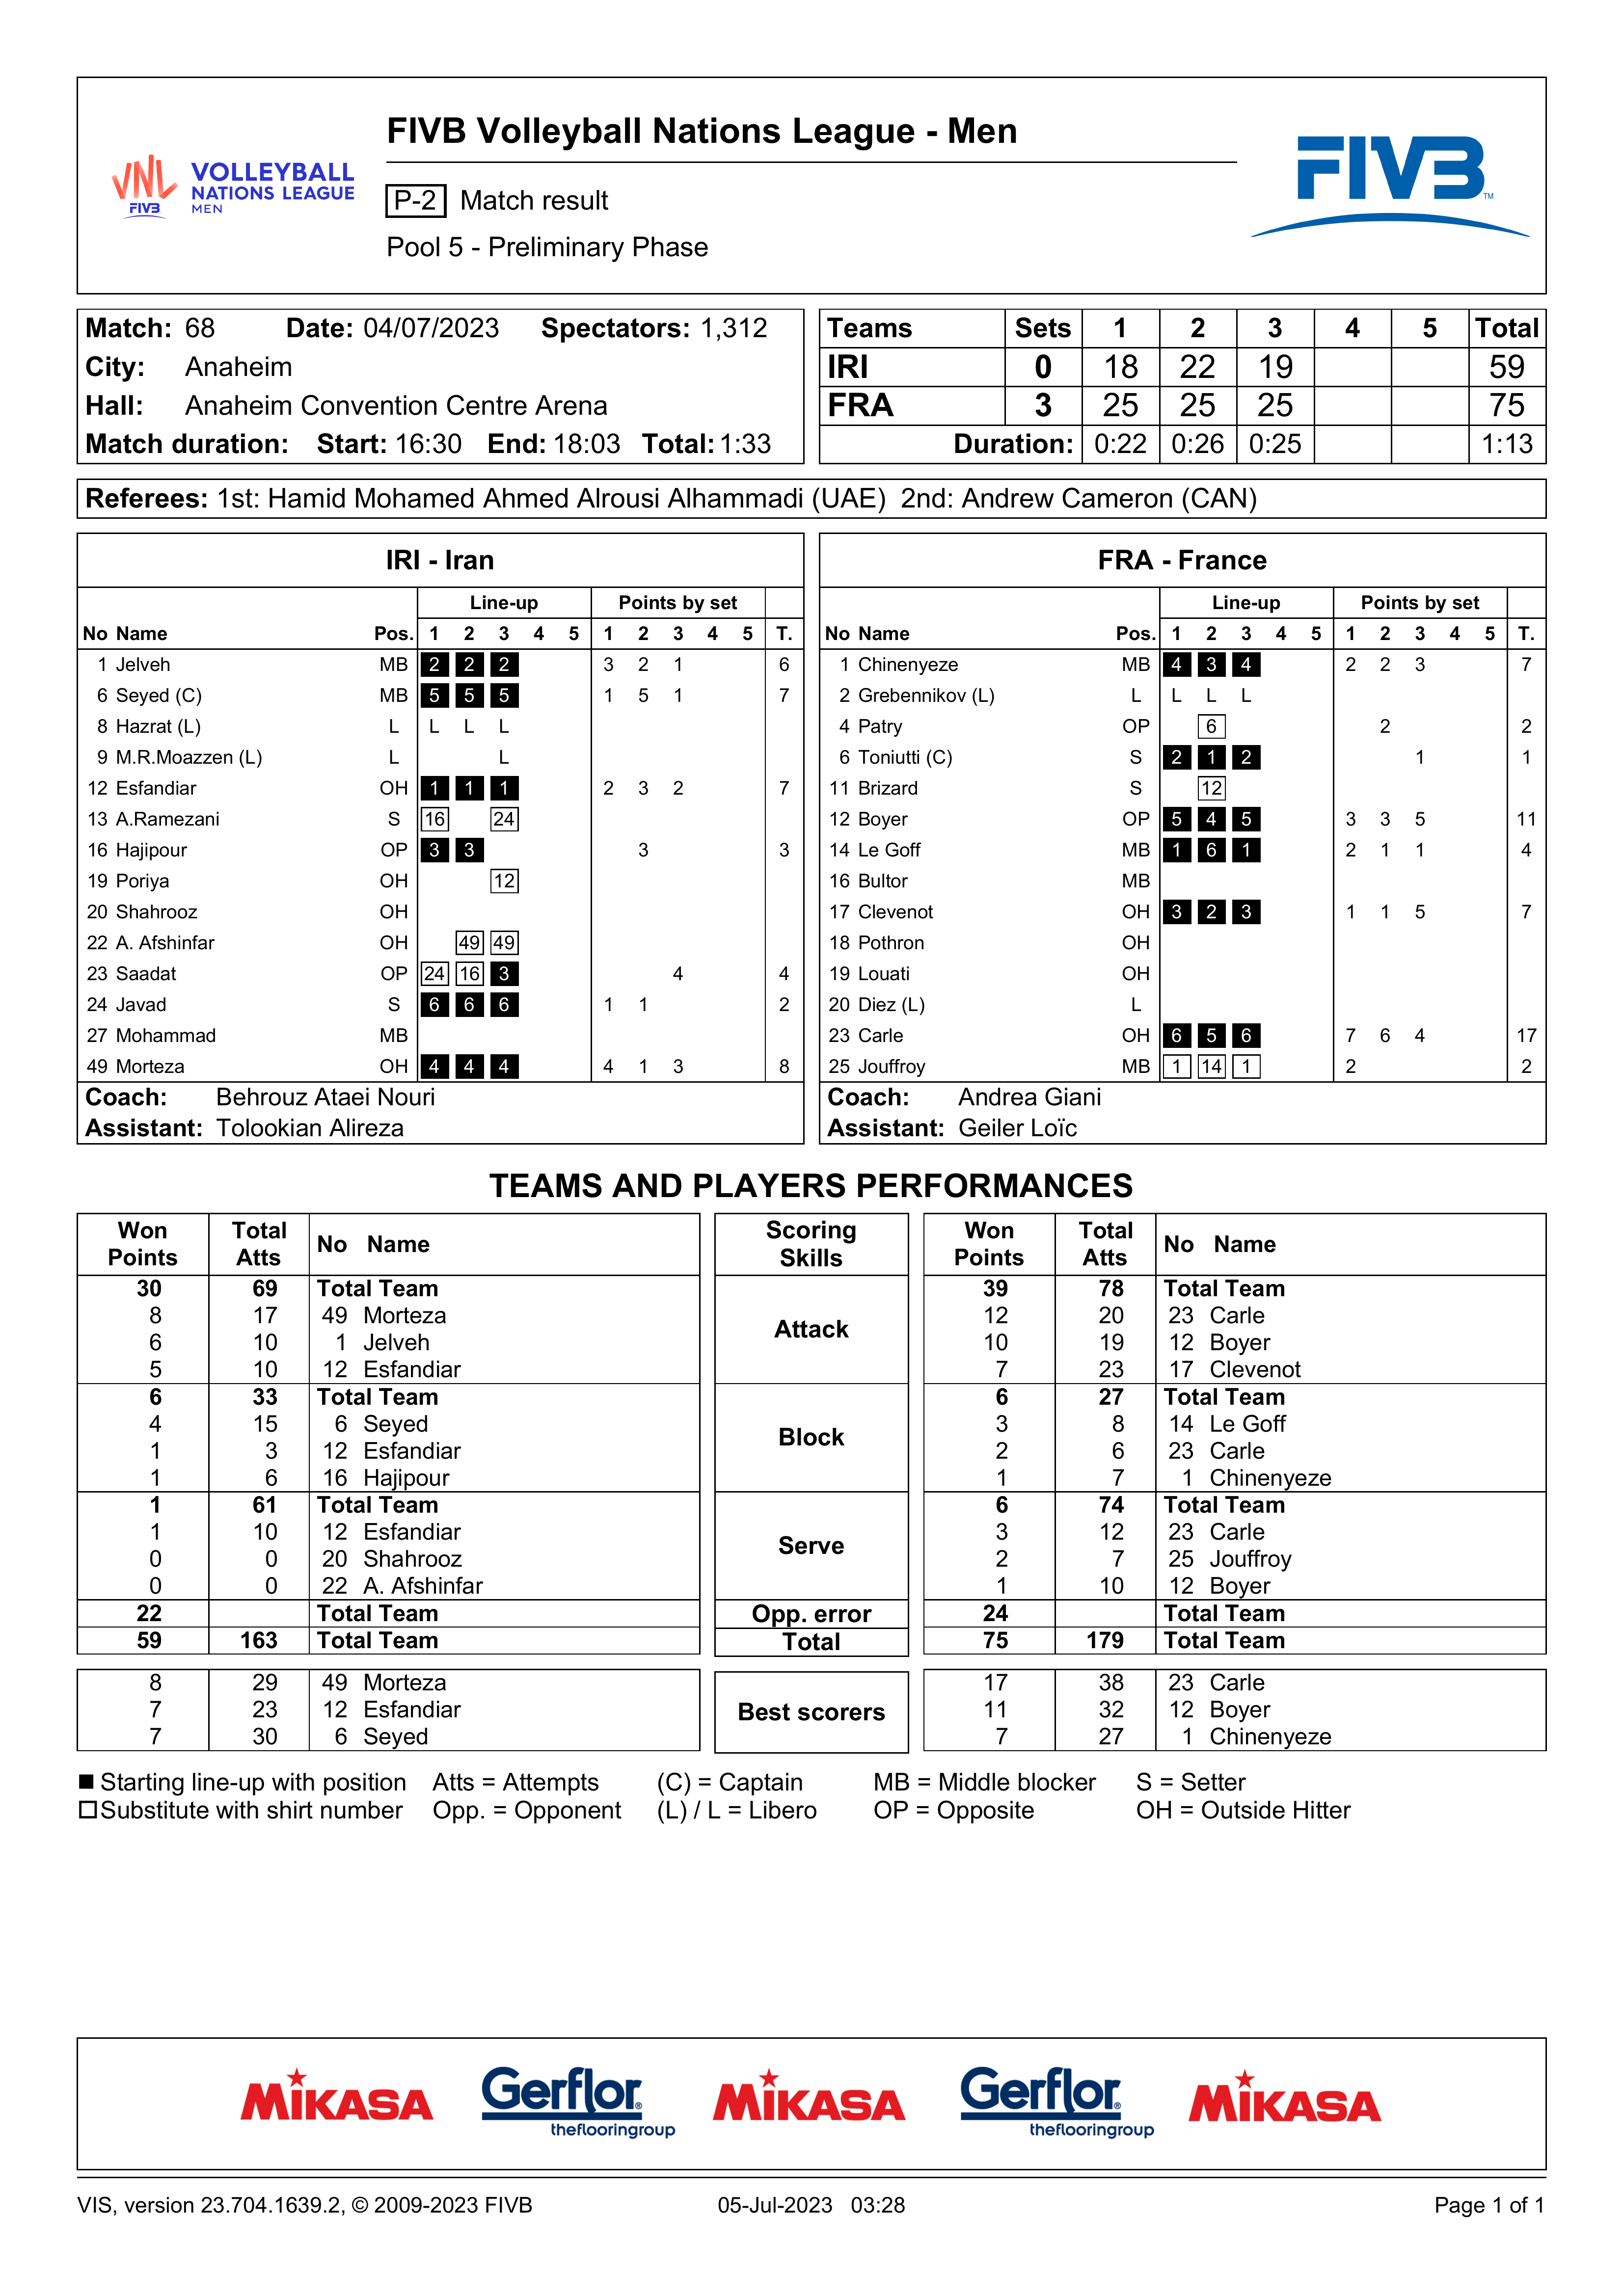 FIVB Volleyball Nations League - Men
VNL FIVB VOLLEYBALL NATIONS LEAGUE MEN
P-2 Match result
Pool 5 - Preliminary Phase
FIVB TM
Match: 68 Date: 04/07/2023 Spectators: 1,312
City: Anaheim
Hall: Anaheim Convention Centre Arena
Match duration: Start: 16:30 End: 18:03 Total: 1:33
Teams Sets 1 2 3 4 5 Total
IRI 0 18 22 19 59
FRA 3 25 25 25 75
Duration: 0:22 0:26 0:25 1:13
Referees: 1st: Hamid Mohamed Ahmed Alrousi Alhammadi (UAE) 2nd: Andrew Cameron (CAN)
IRI - Iran
Line-up Points by set
No Name Pos. 1 2 3 4 5 1 2 3 4 5 T.
1 Jelveh MB 2 2 2 3 2 1 6
6 Seyed (C) MB 5 5 5 1 5 1 7
8 Hazrat (L) L L L L
9 M.R.Moazzen (L) L L
12 Esfandiar OH 1 1 1 2 3 2 7
13 A.Ramezani S 16 24
16 Hajipour OP 3 3 3 3
19 Poriya OH 12
20 Shahrooz OH
22 A. Afshinfar OH 49 49
23 Saadat OP 24 16 3 4 4
24 Javad S 6 6 6 1 1 2
27 Mohammad MB
49 Morteza OH 4 4 4 4 1 3 8
Coach: Behrouz Ataei Nouri
Assistant: Tolookian Alireza
FRA - France
Line-up Points by set
No Name Pos. 1 2 3 4 5 1 2 3 4 5 T.
1 Chinenyeze MB 4 3 4 2 2 3 7
2 Grebennikov (L) L L L L
4 Patry OP 6 2 2
6 Toniutti (C) S 2 1 2 1 1
11 Brizard S 12
12 Boyer OP 5 4 5 3 3 5 11
14 Le Goff MB 1 6 1 2 1 1 4
16 Bultor MB
17 Clevenot OH 3 2 3 1 1 5 7
18 Pothron OH
19 Louati OH
20 Diez (L) L
23 Carle OH 6 5 6 7 6 4 17
25 Jouffroy MB 1 14 1 2 2
Coach: Andrea Giani
Assistant: Geiler Loïc
TEAMS AND PLAYERS PERFORMANCES
Won Points Total Atts No Name Scoring Skills Won Points Total Atts No Name
30 69 Total Team Attack 39 78 Total Team
8 17 49 Morteza 12 20 23 Carle
6 10 1 Jelveh 10 19 12 Boyer
5 10 12 Esfandiar 7 23 17 Clevenot
6 33 Total Team Block 6 27 Total Team
4 15 6 Seyed 3 8 14 Le Goff
1 3 12 Esfandiar 2 6 23 Carle
1 6 16 Hajipour 1 7 1 Chinenyeze
1 61 Total Team Serve 6 74 Total Team
1 10 12 Esfandiar 3 12 23 Carle
0 0 20 Shahrooz 2 7 25 Jouffroy
0 0 22 A. Afshinfar 1 10 12 Boyer
22 Total Team Opp. error 24 Total Team
59 163 Total Team Total 75 179 Total Team
8 29 49 Morteza Best scorers 17 38 23 Carle
7 23 12 Esfandiar 11 32 12 Boyer
7 30 6 Seyed 7 27 1 Chinenyeze
Starting line-up with position Atts = Attempts (C) = Captain MB = Middle blocker S = Setter
Substitute with shirt number Opp. = Opponent (L) / L = Libero OP = Opposite OH = Outside Hitter
MIKASA Gerflor® theflooringgroup MIKASA Gerflor® theflooringgroup MIKASA
VIS, version 23.704.1639.2, © 2009-2023 FIVB 05-Jul-2023 03:28 Page 1 of 1